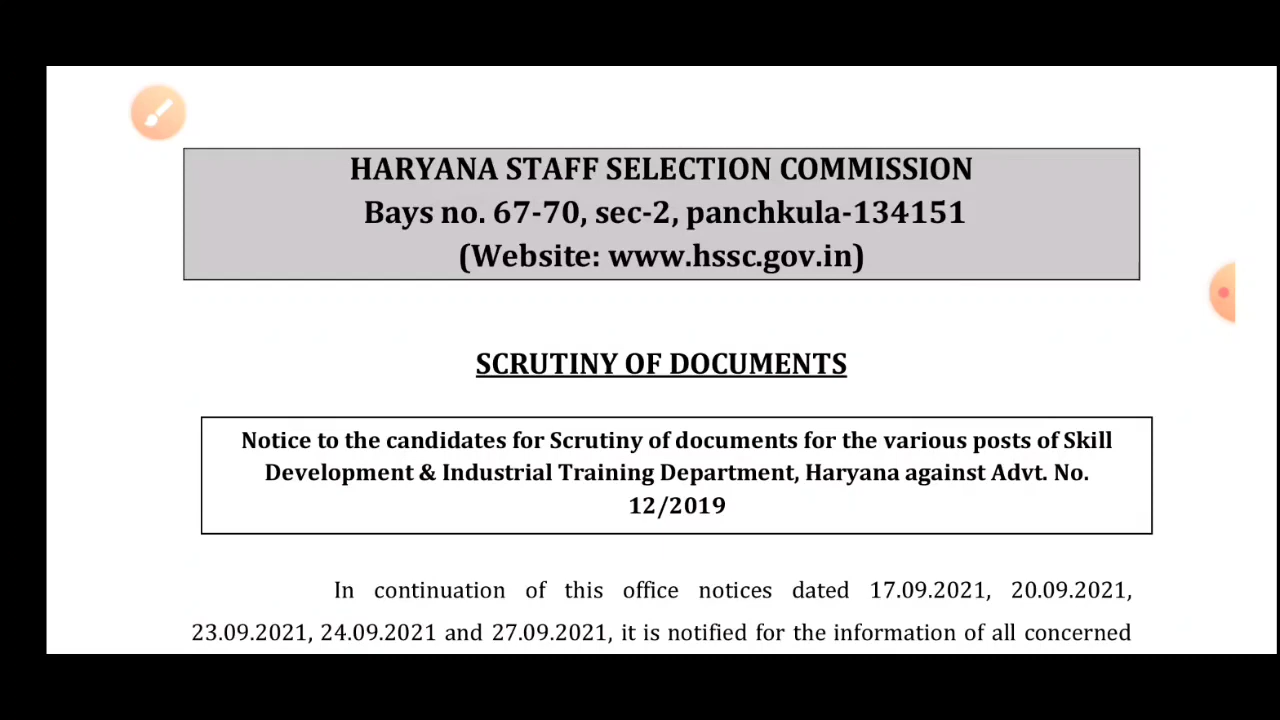 HARYANA STAFF SELECTION COMMISSION
Bays no. 67-70, sec-2, panchkula-134151
(Website: www.hssc.gov.in)
SCRUTINY OF DOCUMENTS
Notice to the candidates for Scrutiny of documents for the various posts of Skill
Development & Industrial Training Department, Haryana against Advt. No.
12/2019
In continuation of this office notices dated 17.09.2021, 20.09.2021,
23.09.2021, 24.09.2021 and 27.09.2021, it is notified for the information of all concerned